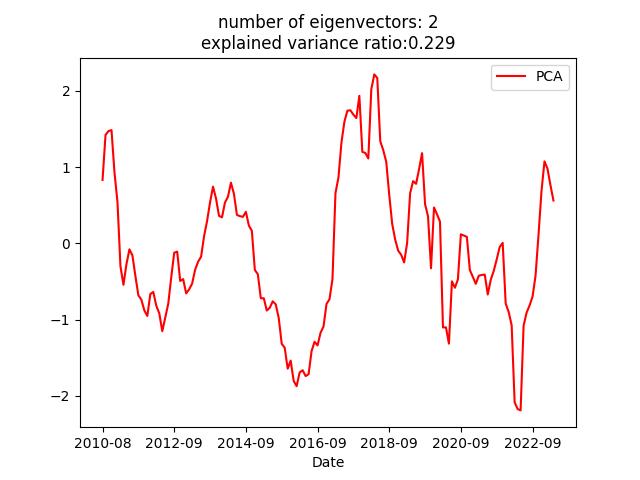 number of eigenvectors: 2
explained variance ratio:0.229
PCA
2
1
0
−1
−2
2010-08 2012-09 2014-09 2016-09 2018-09 2020-09 2022-09
Date